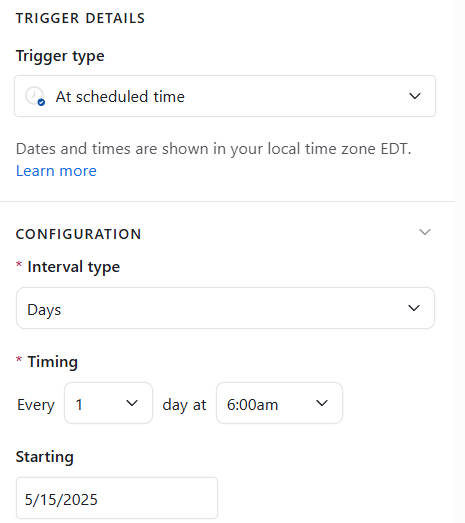 TRIGGER DETAILS
Trigger type
At scheduled time
Dates and times are shown in your local time zone EDT.
Learn more
CONFIGURATION
* Interval type
Days
* Timing
Every 1 day at 6:00am
Starting
5/15/2025